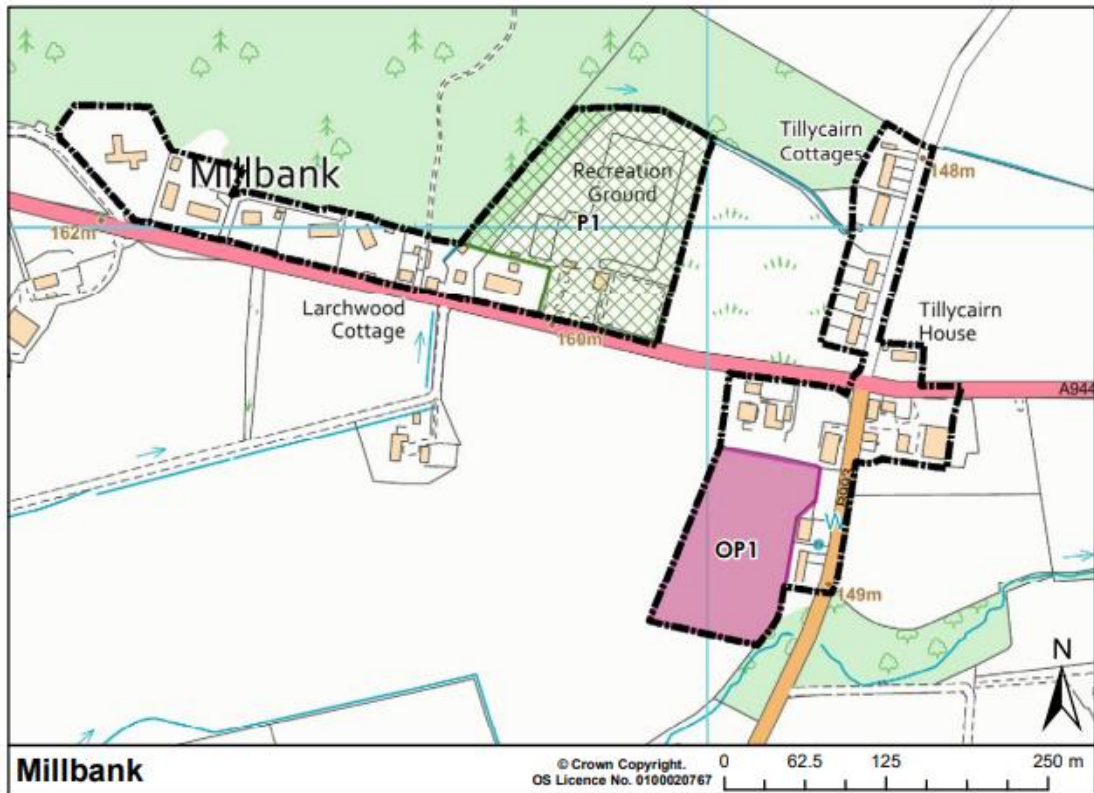 Tillycairn
Cottages
148m
Millbank
Recreation
Ground
P1
162m
Larchwood
Cottage
Tillycairn
House
160m
A944
B993
W
OP1
149m
N
Millbank
© Crown Copyright.
OS Licence No. 0100020767
0 62.5 125 250 m